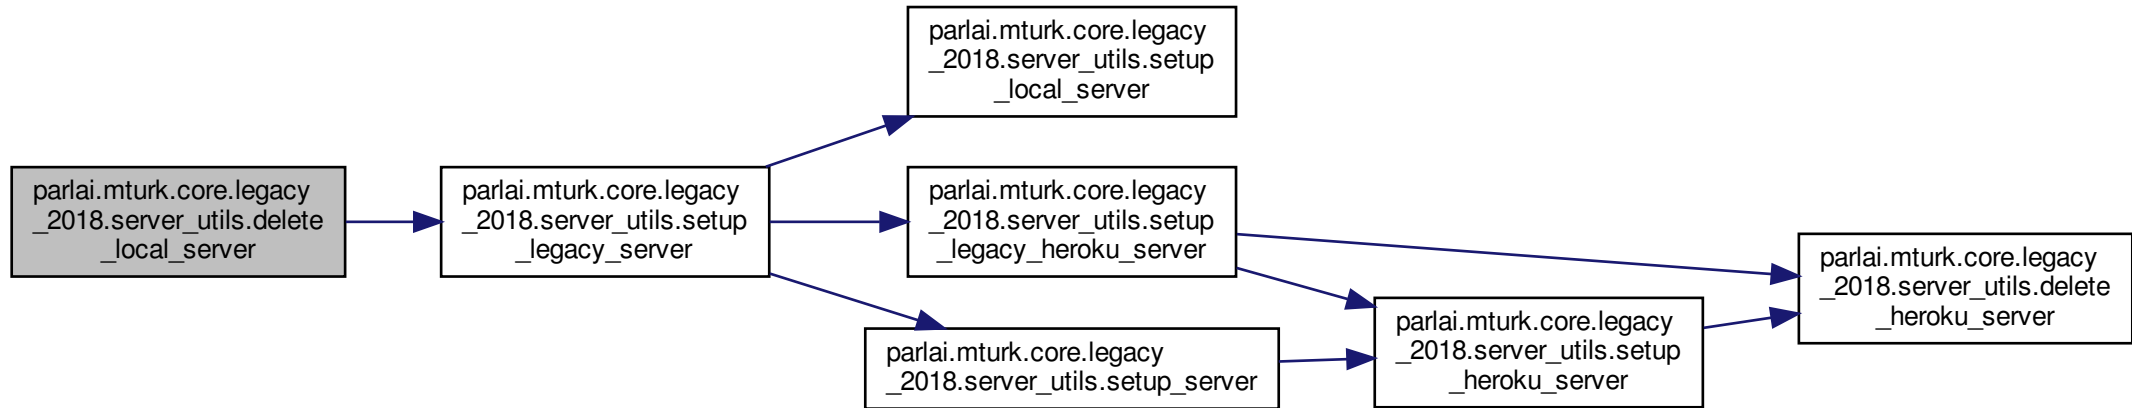 parlai.mturk.core.legacy
_2018.server_utils.setup
_local_server
parlai.mturk.core.legacy
_2018.server_utils.delete
_local_server
parlai.mturk.core.legacy
_2018.server_utils.setup
_legacy_server
parlai.mturk.core.legacy
_2018.server_utils.setup
_legacy_heroku_server
parlai.mturk.core.legacy
_2018.server_utils.setup_server
parlai.mturk.core.legacy
_2018.server_utils.setup
_heroku_server
parlai.mturk.core.legacy
_2018.server_utils.delete
_heroku_server